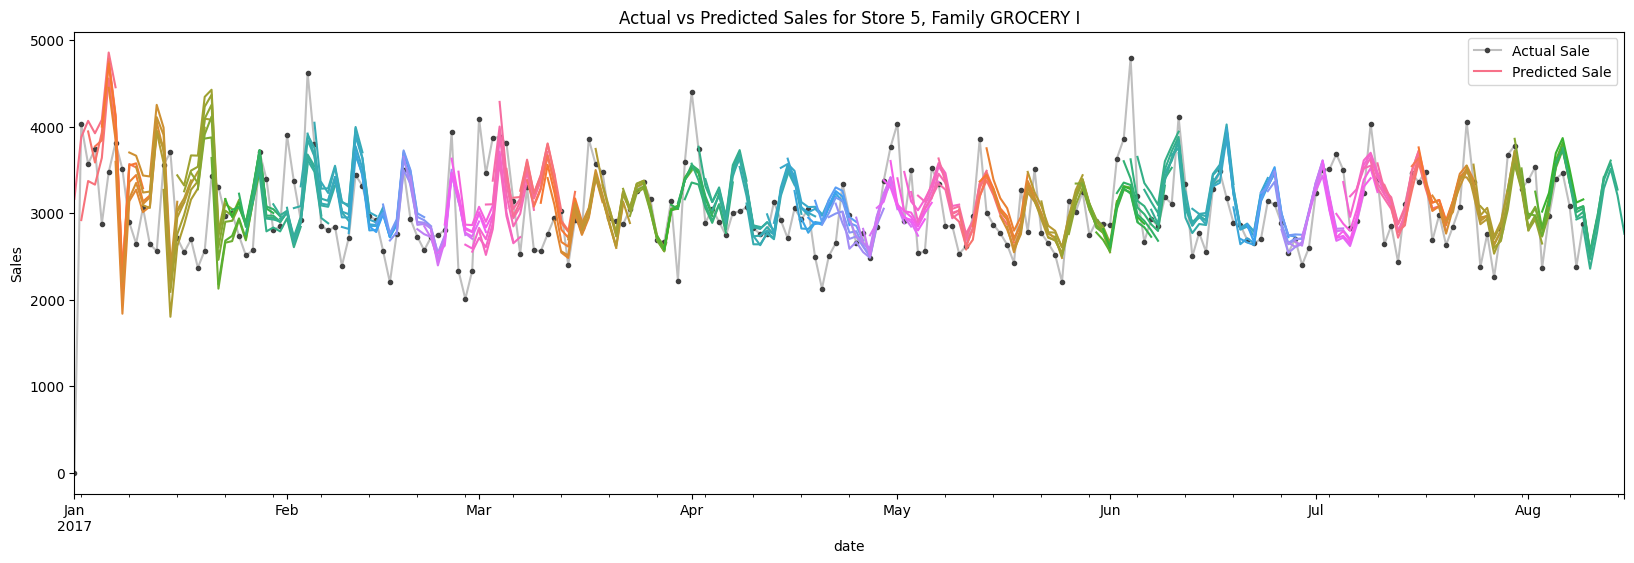 Actual vs Predicted Sales for Store 5, Family GROCERY I
Actual Sale
Predicted Sale
5000
4000
3000
2000
1000
0
Sales
Jan Feb Mar Apr May Jun Jul Aug
2017
date